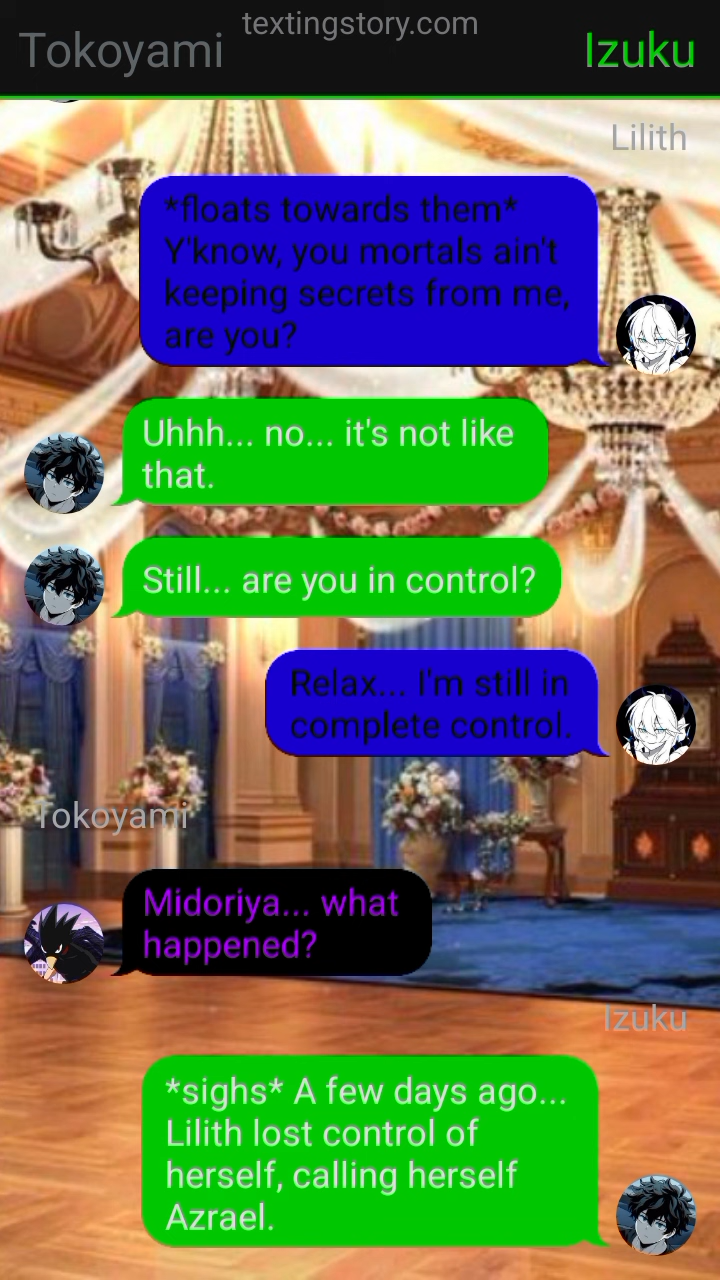 textingstory.com
Tokoyami
Izuku
Lilith
*floats towards them*
Y'know, you mortals ain't
keeping secrets from me,
are you?
Uhhh... no... it's not like
that.
Still... are you in control?
Relax... I'm still in
complete control.
Tokoyami
Midoriya... what
happened?
Izuku
*sighs* A few days ago...
Lilith lost control of
herself, calling herself
Azrael.